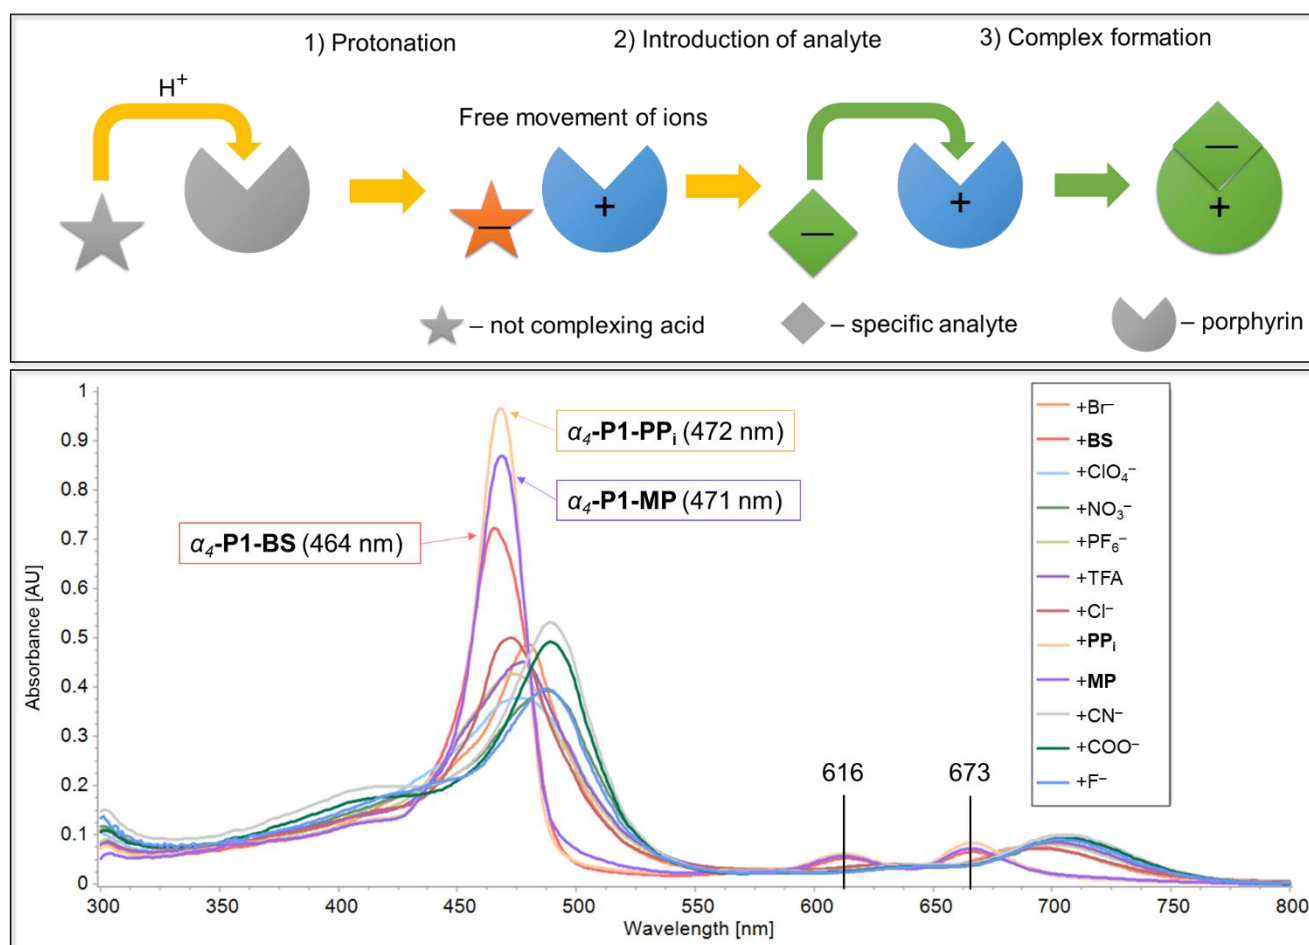 1) Protonation
2) Introduction of analyte
3) Complex formation
H+
Free movement of ions
—
+
—
+
—
+
– not complexing acid
– specific analyte
– porphyrin
1
0.9
0.8
0.7
0.6
0.5
0.4
0.3
0.2
0.1
0
Absorbance [AU]
α4-P1-PPi (472 nm)
α4-P1-MP (471 nm)
α4-P1-BS (464 nm)
616
673
+Br−
+BS
+ClO4−
+NO3−
+PF6−
+TFA
+Cl−
+PPi
+MP
+CN−
+COO−
+F−
300
350
400
450
500
550
600
650
700
750
800
Wavelength [nm]